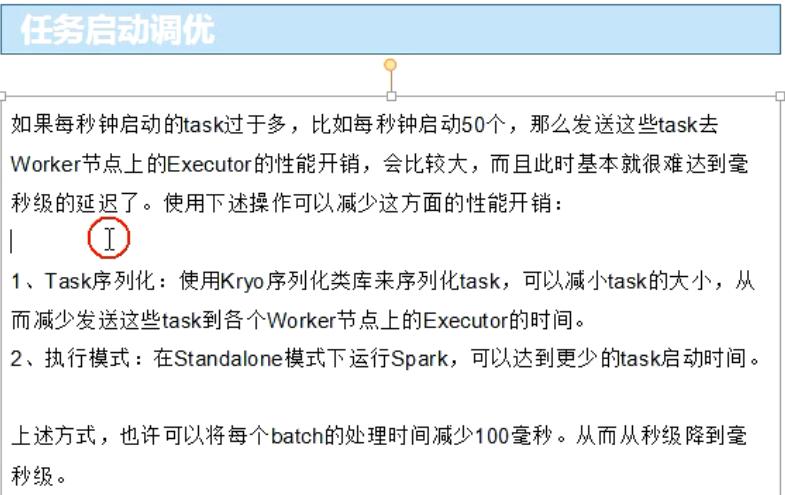 任务启动调优
如果每秒钟启动的task过于多，比如每秒钟启动50个，那么发送这些task去
Worker节点上的Executor的性能开销，会比较大，而且此时基本就很难达到毫
秒级的延迟了。使用下述操作可以减少这方面的性能开销：
1、Task序列化：使用Kryo序列化类库来序列化task，可以减小task的大小，从
而减少发送这些task到各个Worker节点上的Executor的时间。
2、执行模式：在Standalone模式下运行Spark，可以达到更少的task启动时间。
上述方式，也许可以将每个batch的处理时间减少100毫秒。从而从秒级降到毫
秒级。